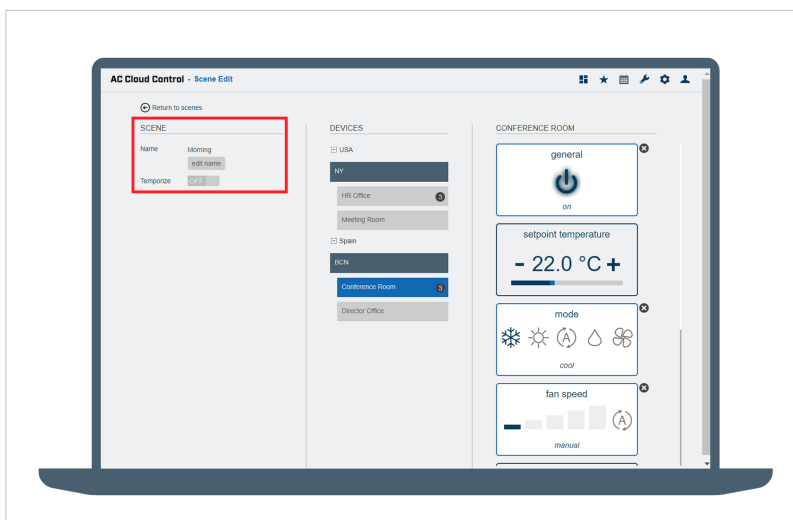 AC Cloud Control - Scene Edit
Return to scenes
SCENE
Name Morning
edit name
Temporize OFF
DEVICES
USA
NY
HR Office 3
Meeting Room
Spain
BCN
Conference Room 3
Director Office
CONFERENCE ROOM
general
on
setpoint temperature
- 22.0 °C +
mode
A
cool
fan speed
A
manual